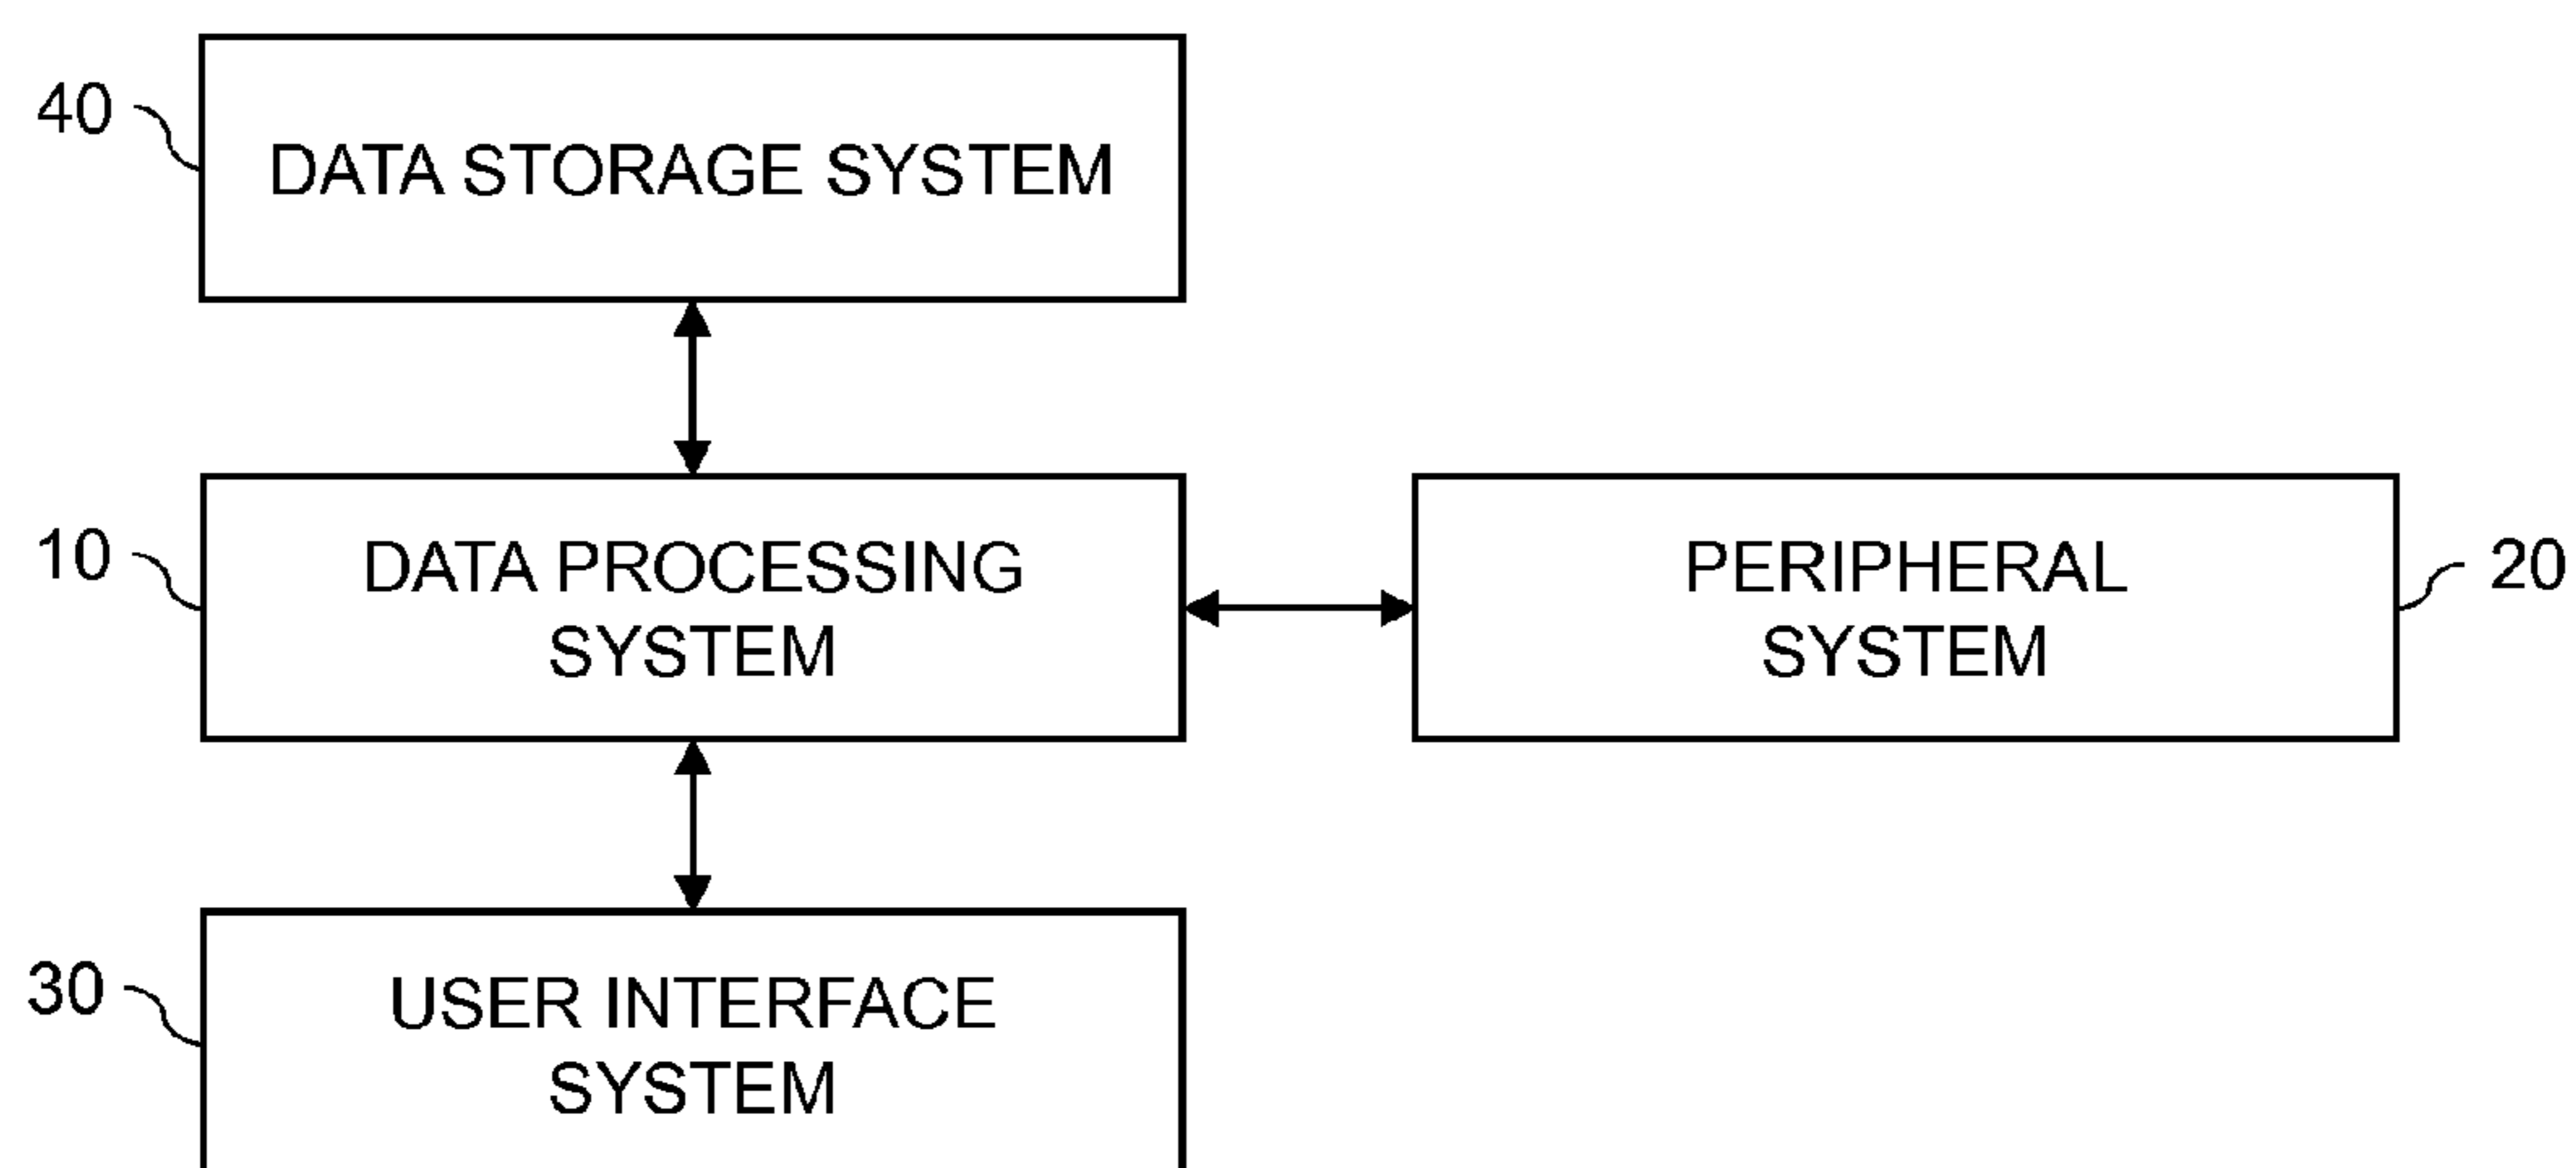 40
DATA STORAGE SYSTEM
10
DATA PROCESSING
SYSTEM
PERIPHERAL
SYSTEM
20
30
USER INTERFACE
SYSTEM